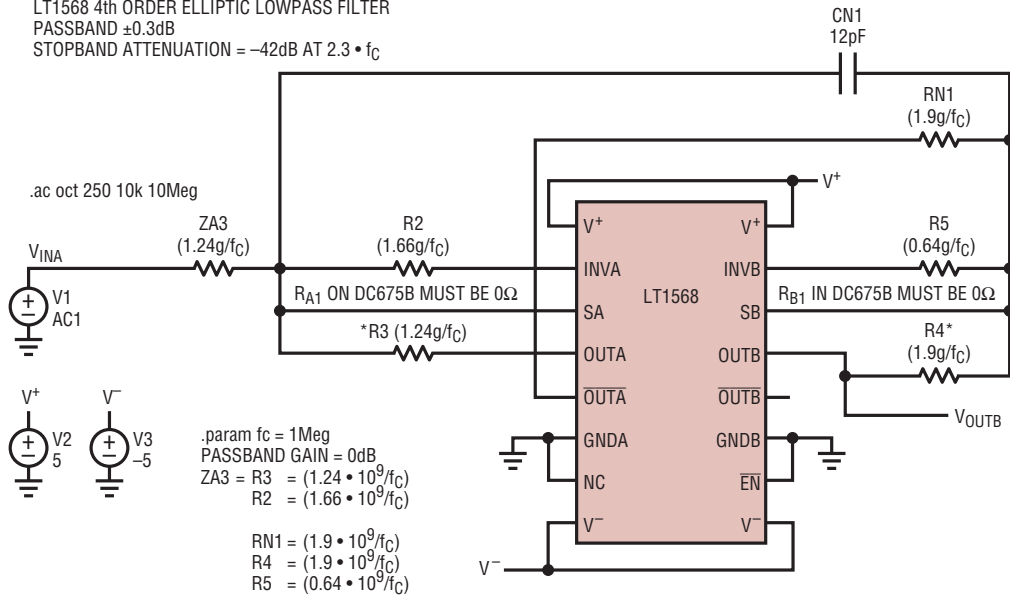 LT1568 4th ORDER ELLIPTIC LOWPASS FILTER
PASSBAND ±0.3dB
STOPBAND ATTENUATION = –42dB AT 2.3 • fC
CN1
12pF
RN1
(1.9g/fC)
.ac oct 250 10k 10Meg
V+
ZA3
(1.24g/fC)
R2
(1.66g/fC)
R5
(0.64g/fC)
VINA
V1
AC1
RA1 ON DC675B MUST BE 0Ω
RB1 IN DC675B MUST BE 0Ω
*R3 (1.24g/fC)
R4*
(1.9g/fC)
LT1568
V+
INVA
SA
OUTA
OUTA
GNDA
NC
V–
V+
INVB
SB
OUTB
OUTB
GNDB
EN
V–
VOUTB
V+
V2
5
V–
V3
–5
.param fc = 1Meg
PASSBAND GAIN = 0dB
ZA3 = R3 = (1.24 • 10^9/fC)
R2 = (1.66 • 10^9/fC)
RN1 = (1.9 • 10^9/fC)
R4 = (1.9 • 10^9/fC)
R5 = (0.64 • 10^9/fC)
V–